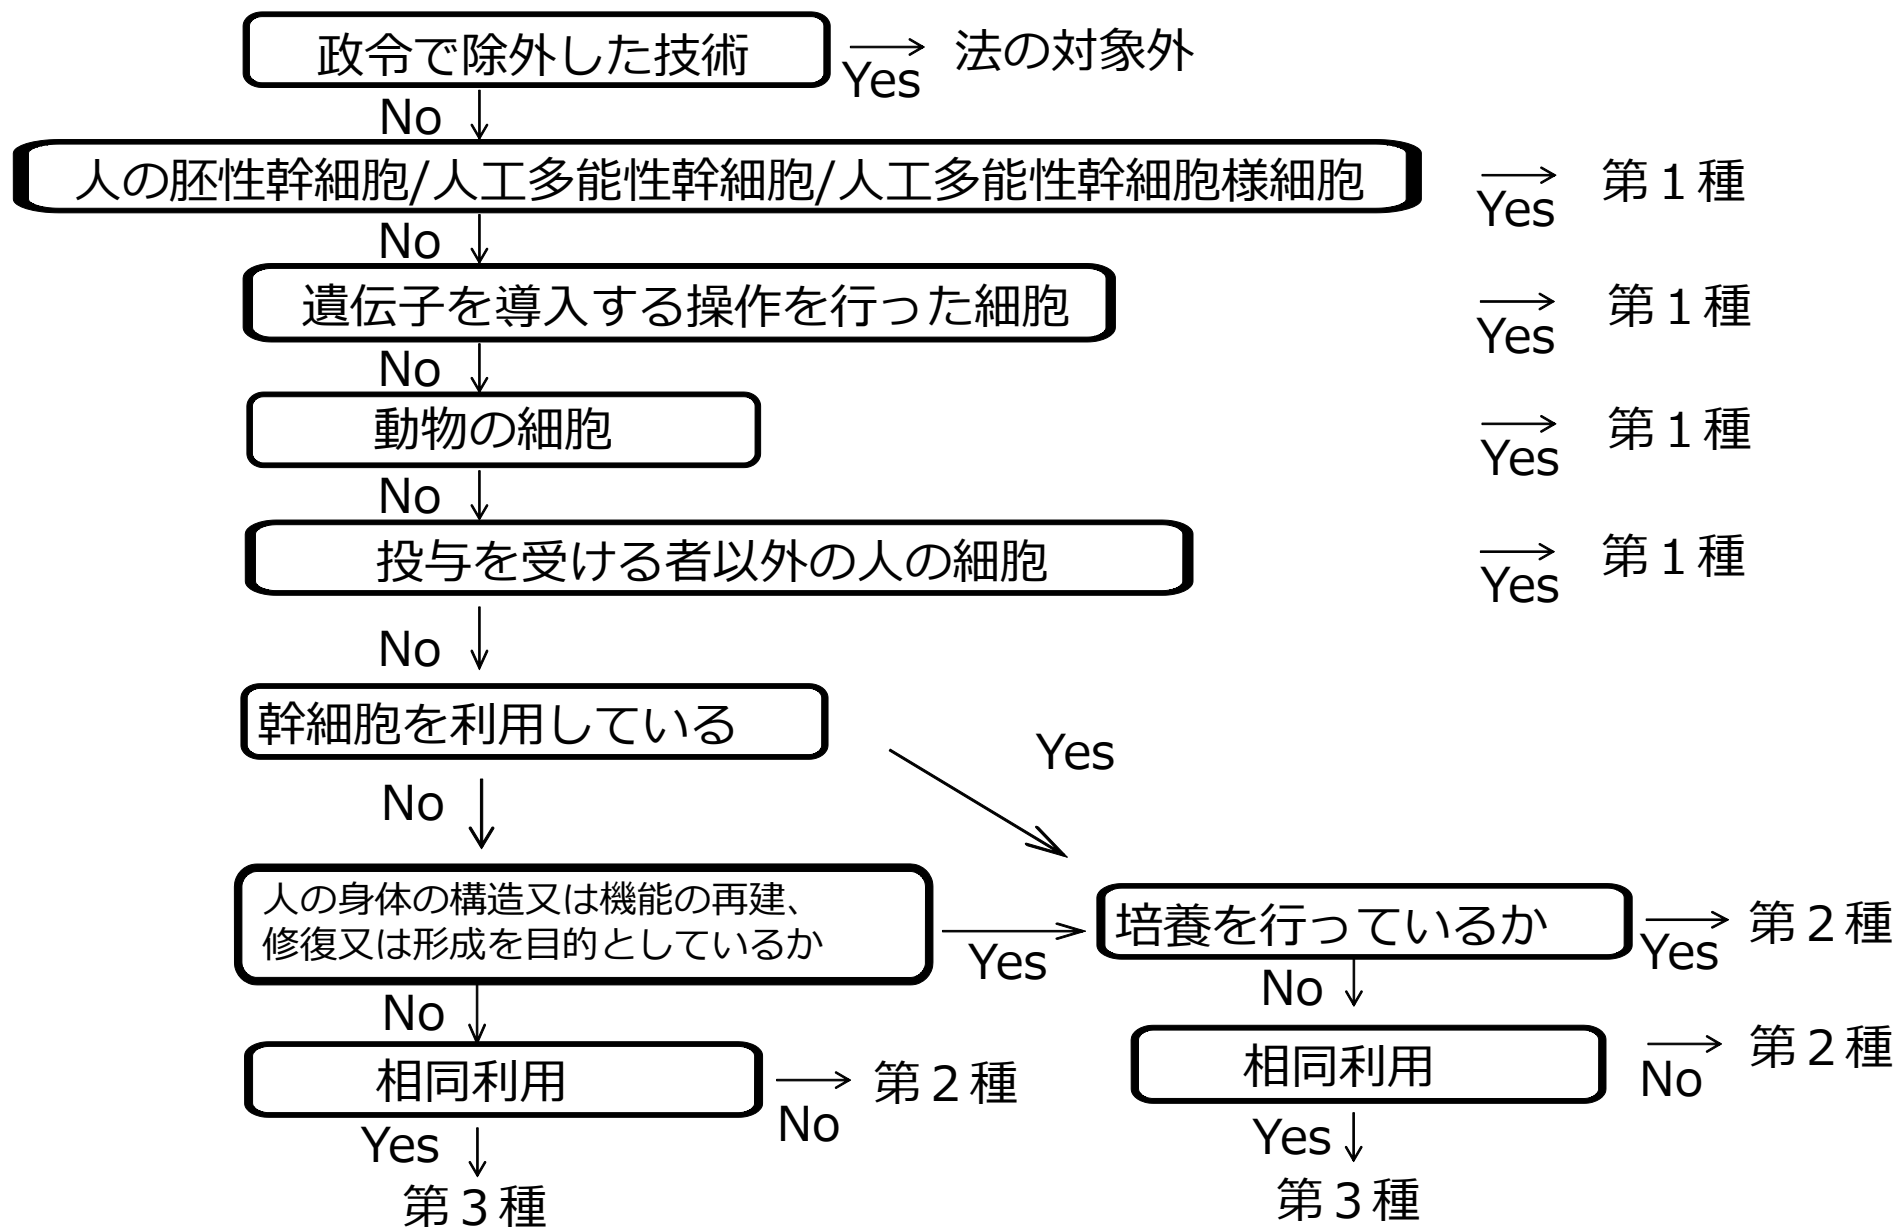 政令で除外した技術
Yes
法の対象外
No
人の胚性幹細胞/人工多能性幹細胞/人工多能性幹細胞様細胞
Yes
第１種
No
遺伝子を導入する操作を行った細胞
Yes
第１種
No
動物の細胞
Yes
第１種
No
投与を受ける者以外の人の細胞
Yes
第１種
No
幹細胞を利用している
Yes
No
人の身体の構造又は機能の再建、
修復又は形成を目的としているか
Yes
培養を行っているか
Yes
第２種
No
No
相同利用
No
第２種
相同利用
No
第２種
Yes
第３種
Yes
第３種